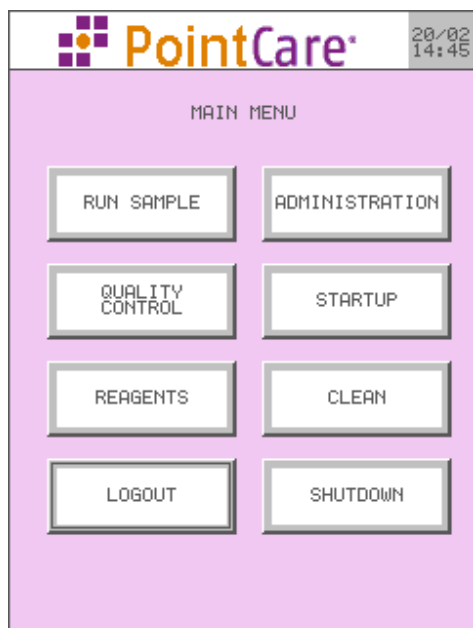 PointCare
20/02
14:45
MAIN MENU
RUN SAMPLE
ADMINISTRATION
QUALITY
CONTROL
STARTUP
REAGENTS
CLEAN
LOGOUT
SHUTDOWN